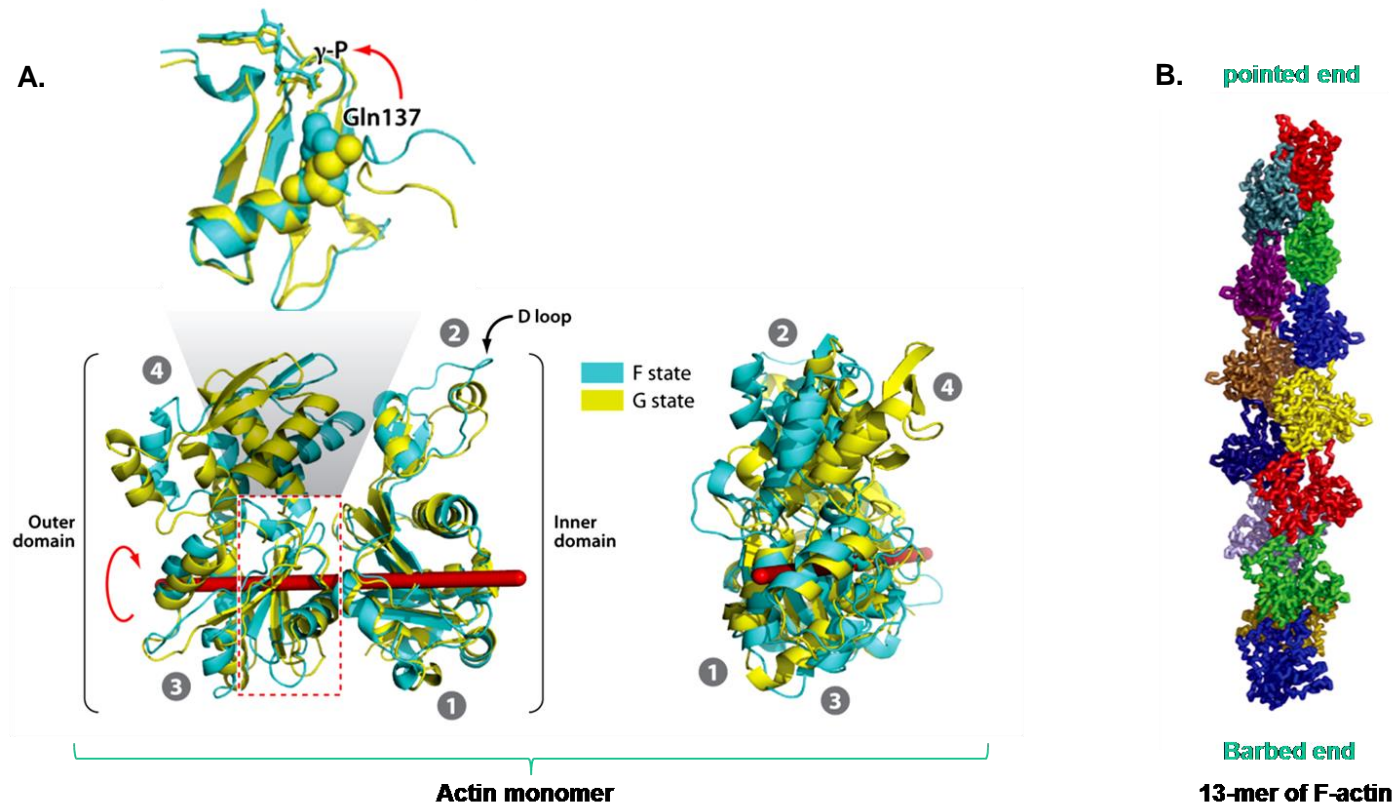 A.
γ-P
Gln137
D loop
2
4
Outer
domain
Inner
domain
3
1
F state
G state
2
4
1
3
Actin monomer
B.
pointed end
Barbed end
13-mer of F-actin